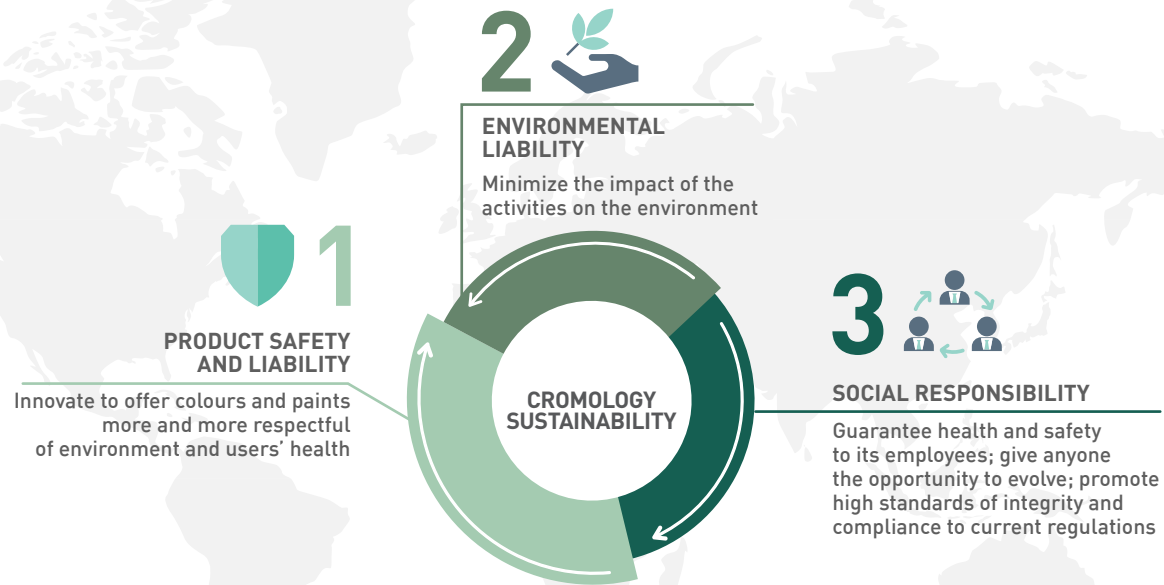 1
PRODUCT SAFETY
AND LIABILITY
Innovate to offer colours and paints
more and more respectful
of environment and users’ health
2
ENVIRONMENTAL
LIABILITY
Minimize the impact of the
activities on the environment
3
SOCIAL RESPONSIBILITY
Guarantee health and safety
to its employees; give anyone
the opportunity to evolve; promote
high standards of integrity and
compliance to current regulations
CROMOLOGY
SUSTAINABILITY